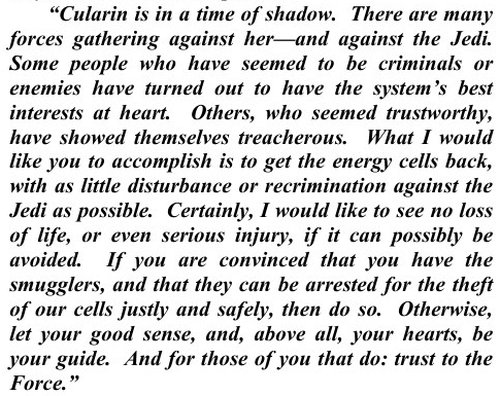 “Cularin is in a time of shadow.  There are many
forces gathering against her—and against the Jedi.
Some people who have seemed to be criminals or
enemies have turned out to have the system’s best
interests at heart.  Others, who seemed trustworthy,
have showed themselves treacherous.  What I would
like you to accomplish is to get the energy cells back,
with as little disturbance or recrimination against the
Jedi as possible.  Certainly, I would like to see no loss
of life, or even serious injury, if it can possibly be
avoided.  If you are convinced that you have the
smugglers, and that they can be arrested for the theft
of our cells justly and safely, then do so.  Otherwise,
let your good sense, and, above all, your hearts, be
your guide.  And for those of you that do: trust to the
Force.”